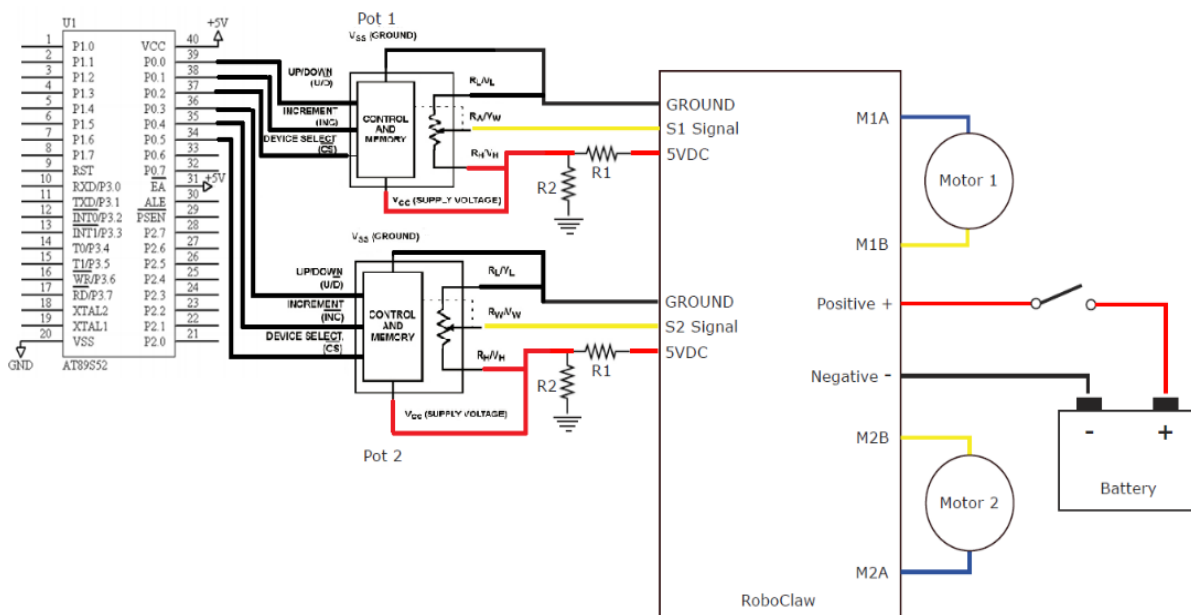 U1
+5V
1 P1.0 VCC 40
2 P1.1 P0.0 39
3 P1.2 P0.1 38
4 P1.3 P0.2 37
5 P1.4 P0.3 36
6 P1.5 P0.4 35
7 P1.6 P0.5 34
8 P1.7 P0.6 33
9 RST P0.7 32
10 RXD/P3.0 EA 31 +5V
11 TXD/P3.1 ALE 30
12 INT0/P3.2 PSEN 29
13 INT1/P3.3 P2.7 28
14 T0/P3.4 P2.6 27
15 T1/P3.5 P2.5 26
16 WR/P3.6 P2.4 25
17 RD/P3.7 P2.3 24
18 XTAL2 P2.2 23
19 XTAL1 P2.1 22
20 VSS P2.0 21
GND
AT89S52
Pot 1
VSS (GROUND)
UP/DOWN
(U/D)
INCREMENT
(INC)
DEVICE SELECT
(CS)
CONTROL
AND
MEMORY
RL/VL
RA/VW
RH/VH
VCC (SUPPLY VOLTAGE)
R2
R1
VSS (GROUND)
UP/DOWN
(U/D)
INCREMENT
(INC)
DEVICE SELECT
(CS)
CONTROL
AND
MEMORY
RL/VL
RW/VW
RH/VH
VCC (SUPPLY VOLTAGE)
R2
R1
Pot 2
GROUND
S1 Signal
5VDC
GROUND
S2 Signal
5VDC
RoboClaw
M1A
Motor 1
M1B
Positive +
Negative -
M2B
Motor 2
M2A
- +
Battery